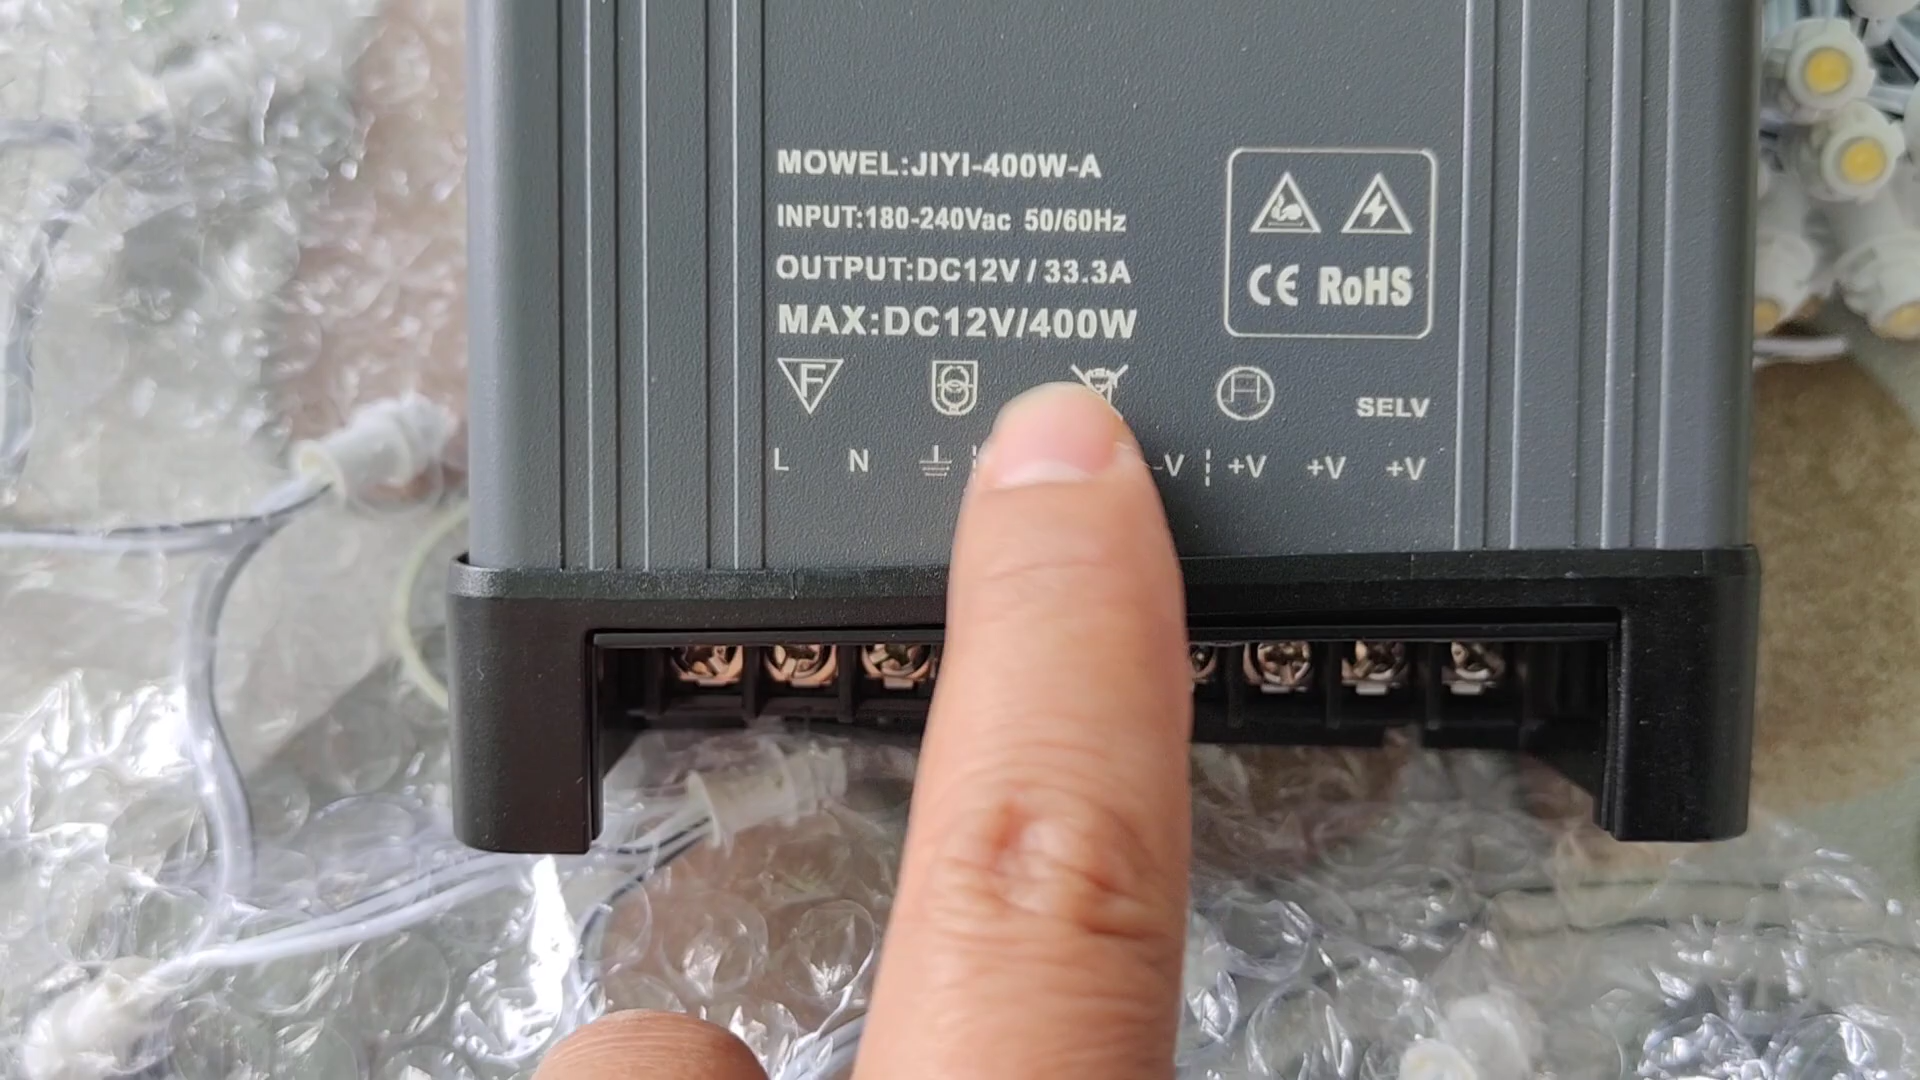 MOWEL:JIYI-400W-A
INPUT:180-240Vac 50/60Hz
OUTPUT:DC12V / 33.3A
MAX:DC12V/400W
CE RoHS
F
SELV
L N -V +V +V +V